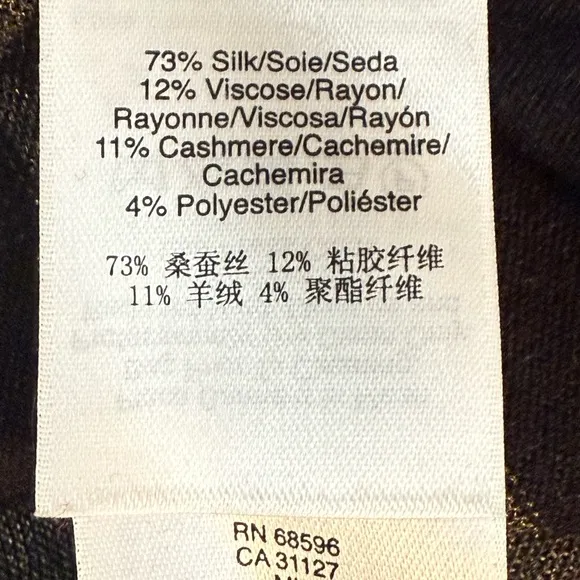 73% Silk/Soie/Seda
12% Viscose/Rayon/
Rayonne/Viscosa/Rayón
11% Cashmere/Cachemire/
Cachemira
4% Polyester/Poliéster
73% 桑蚕丝 12% 粘胶纤维
11% 羊绒 4% 聚酯纤维
RN 68596
CA 31127